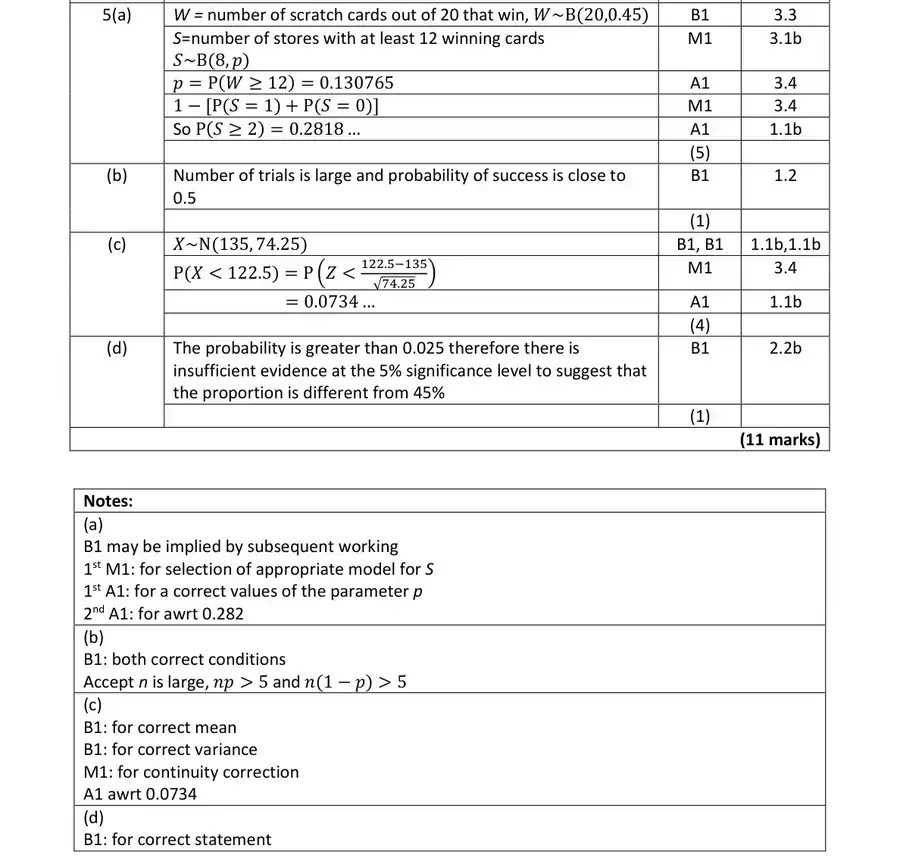 5(a) W = number of scratch cards out of 20 that win, W~B(20,0.45) B1 3.3
S=number of stores with at least 12 winning cards M1 3.1b
S~B(8,p)
p = P(W ≥ 12) = 0.130765 A1 3.4
1 − [P(S = 1) + P(S = 0)] M1 3.4
So P(S ≥ 2) = 0.2818 ... A1 1.1b
(5)
(b) Number of trials is large and probability of success is close to B1 1.2
0.5
(1)
(c) X~N(135, 74.25) B1, B1 1.1b,1.1b
P(X < 122.5) = P(Z < (122.5−135)/√74.25) M1 3.4
= 0.0734 ... A1 1.1b
(4)
(d) The probability is greater than 0.025 therefore there is B1 2.2b
insufficient evidence at the 5% significance level to suggest that
the proportion is different from 45%
(1)
(11 marks)
Notes:
(a)
B1 may be implied by subsequent working
1st M1: for selection of appropriate model for S
1st A1: for a correct values of the parameter p
2nd A1: for awrt 0.282
(b)
B1: both correct conditions
Accept n is large, np > 5 and n(1 − p) > 5
(c)
B1: for correct mean
B1: for correct variance
M1: for continuity correction
A1 awrt 0.0734
(d)
B1: for correct statement